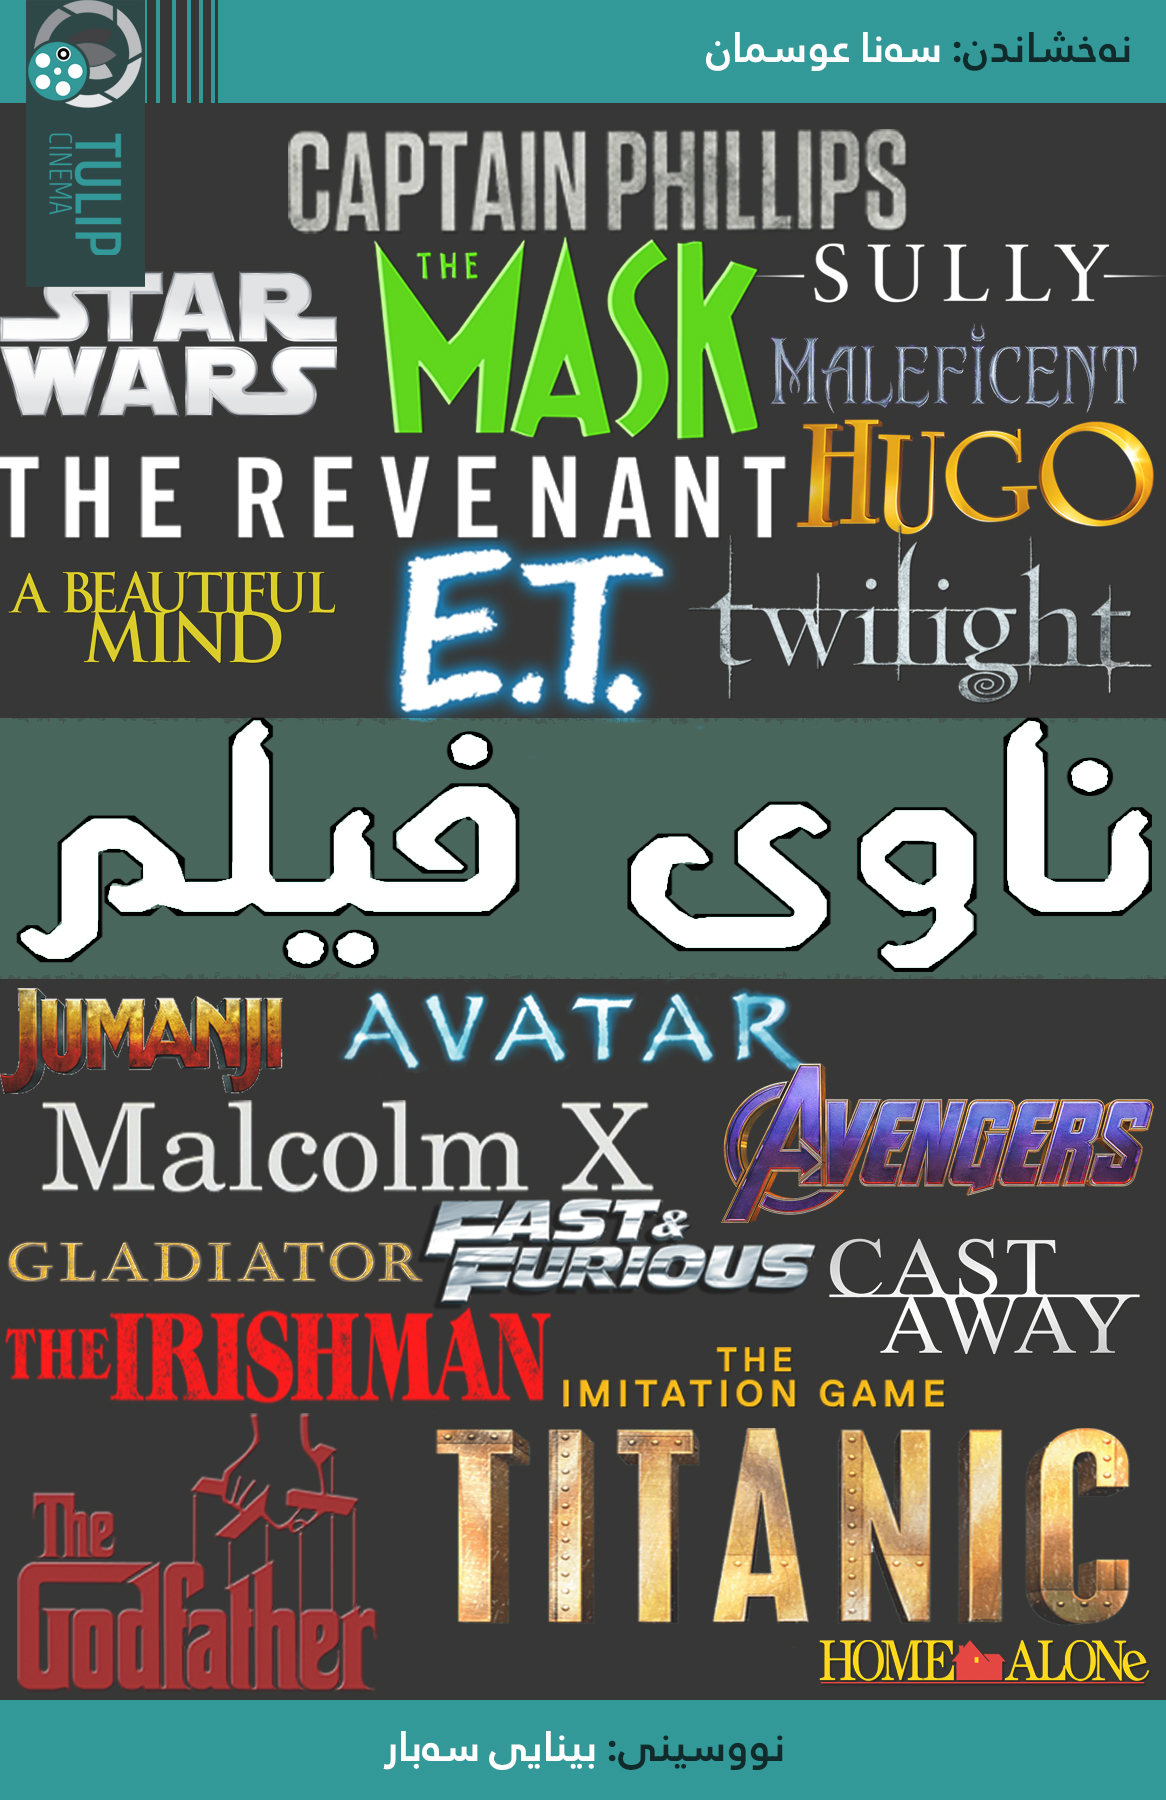 نەخشاندن: سەنا عوسمان
TULIP
CINEMA
CAPTAIN PHILLIPS
STAR
WARS
THE
MASK
SULLY
MALEFICENT
HUGO
THE REVENANT
A BEAUTIFUL
MIND
E.T.
twilight
ناوی فیلم
JUMANJI
AVATAR
Malcolm X
AVENGERS
GLADIATOR
FAST &
FURIOUS
CAST
AWAY
THE IRISHMAN
THE
IMITATION GAME
The
Godfather
TITANIC
HOME ALONe
نووسینی: بینایی سەبار